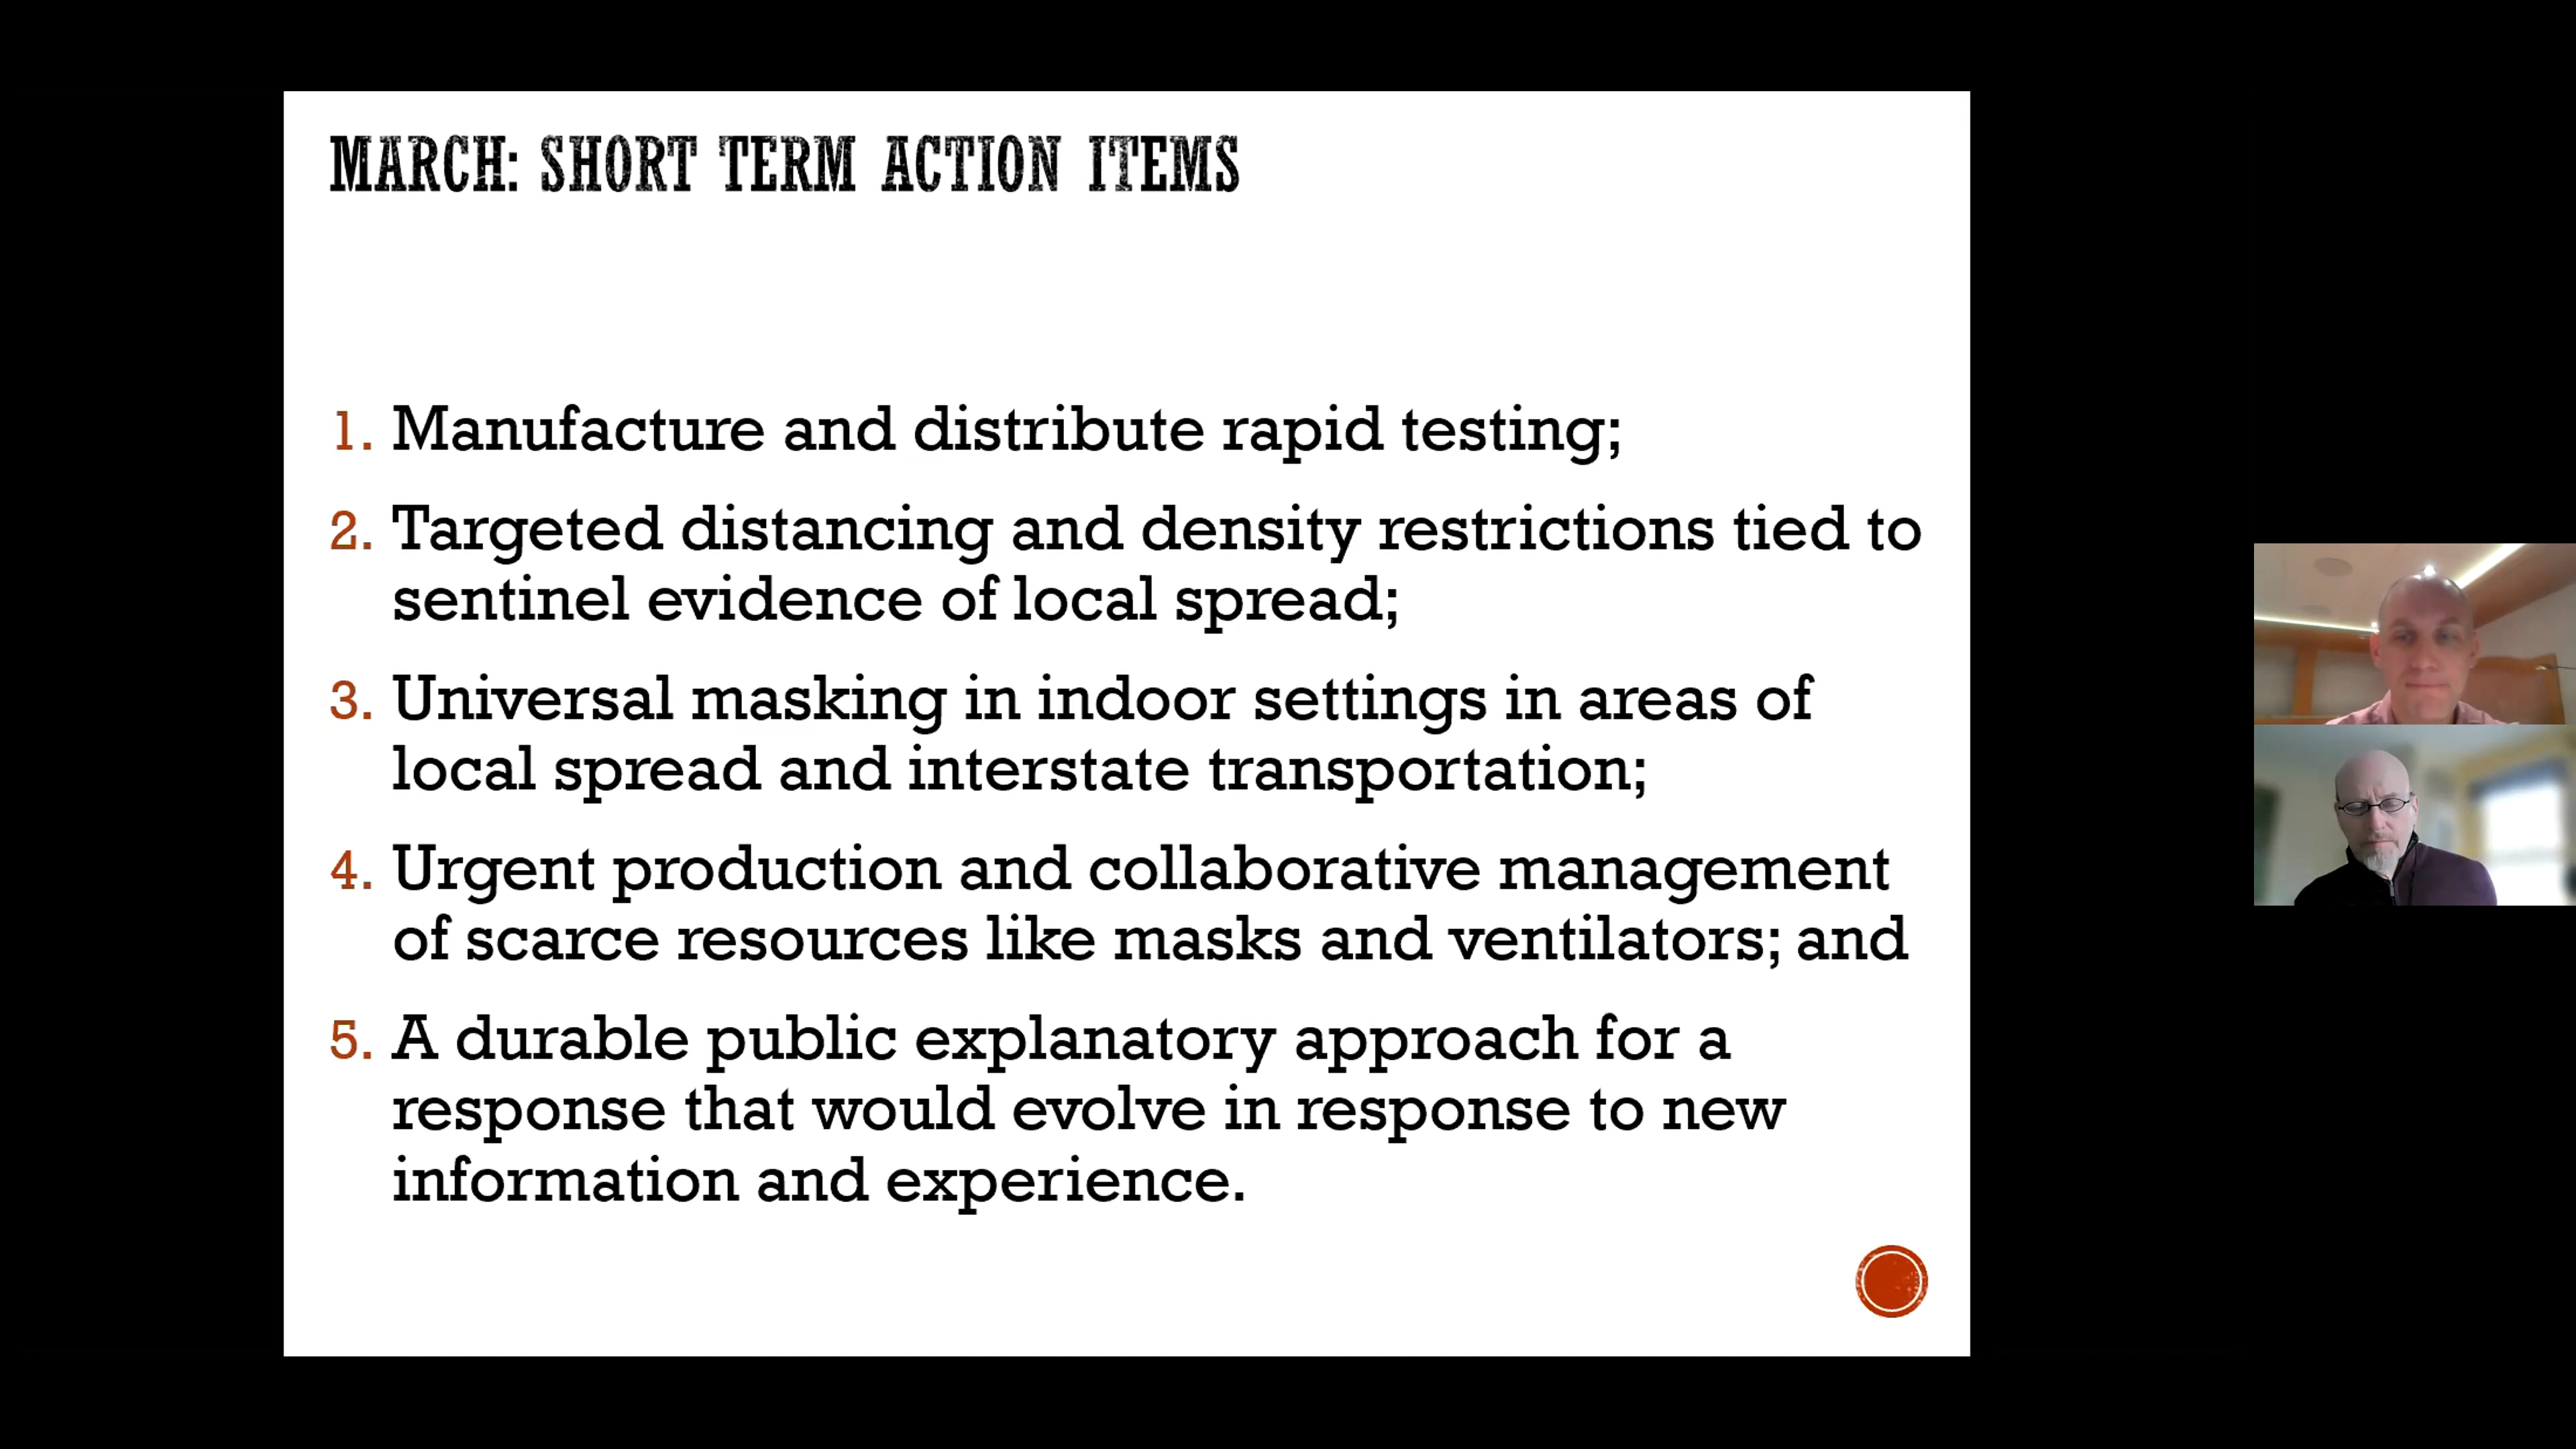 MARCH: SHORT TERM ACTION ITEMS
1. Manufacture and distribute rapid testing;
2. Targeted distancing and density restrictions tied to
sentinel evidence of local spread;
3. Universal masking in indoor settings in areas of
local spread and interstate transportation;
4. Urgent production and collaborative management
of scarce resources like masks and ventilators; and
5. A durable public explanatory approach for a
response that would evolve in response to new
information and experience.